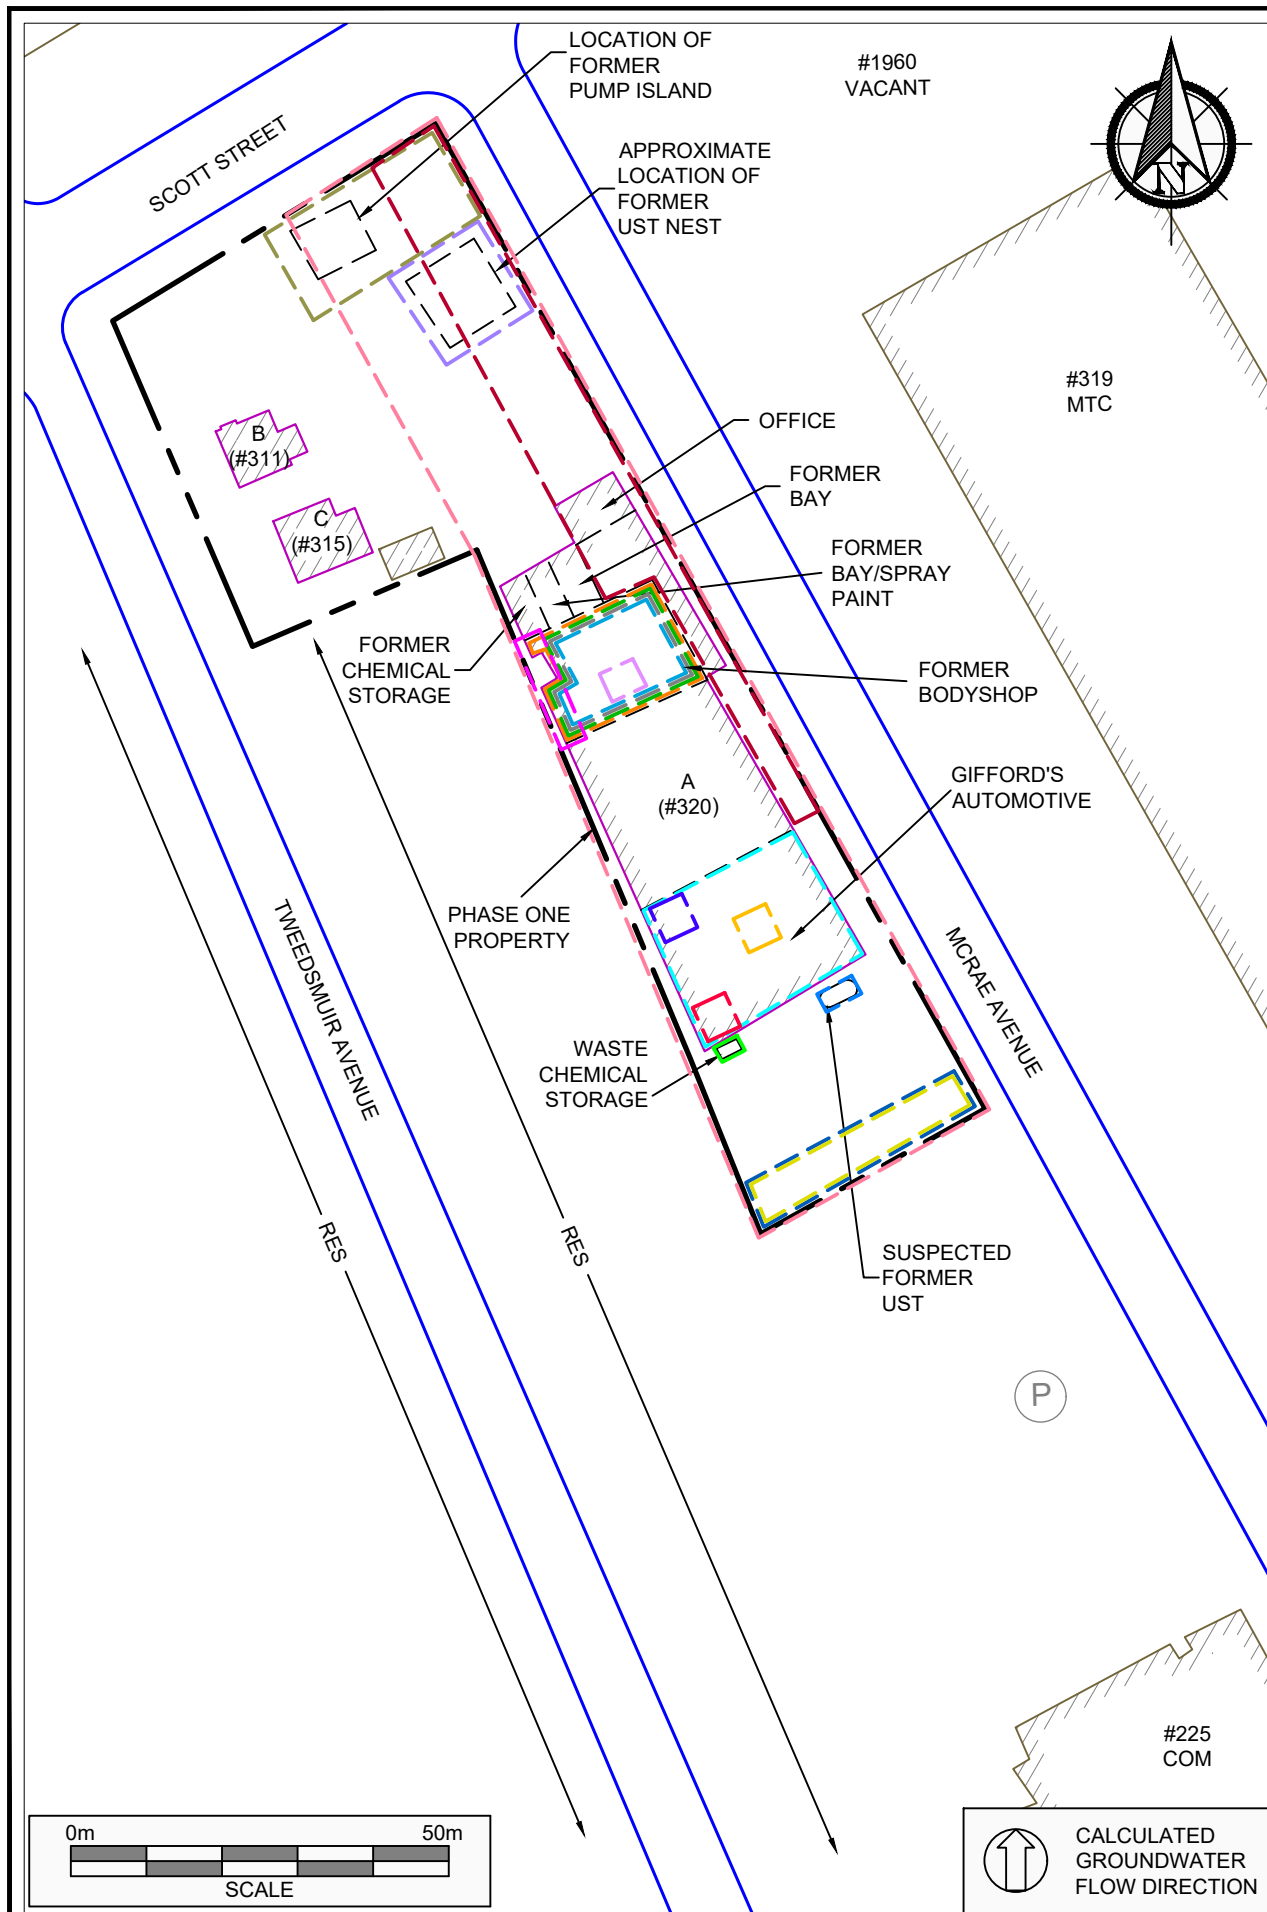 LOCATION OF
FORMER
PUMP ISLAND
#1960
VACANT
N
SCOTT STREET
APPROXIMATE
LOCATION OF
FORMER
UST NEST
#319
MTC
OFFICE
B
(#311)
FORMER
BAY
C
(#315)
FORMER
BAY/SPRAY
PAINT
FORMER
CHEMICAL
STORAGE
FORMER
BODYSHOP
A
(#320)
GIFFORD'S
AUTOMOTIVE
PHASE ONE
PROPERTY
TWEEDSMUIR AVENUE
MCRAE AVENUE
WASTE
CHEMICAL
STORAGE
RES
RES
SUSPECTED
FORMER
UST
P
#225
COM
0m 50m
SCALE
CALCULATED
GROUNDWATER
FLOW DIRECTION